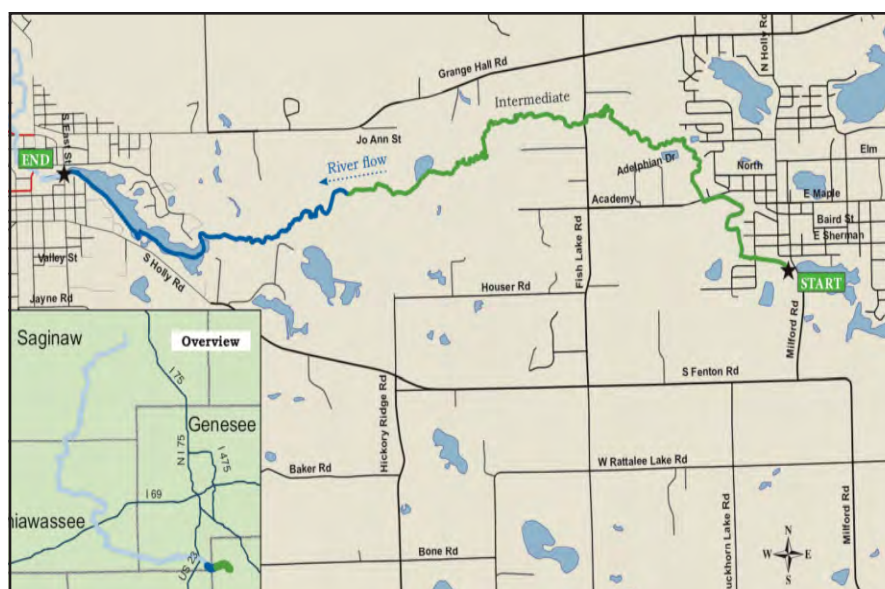 N Holly Rd
Grange Hall Rd
S East St
Intermediate
Jo Ann St
END
River flow
Adelphian Dr
North
Elm
Academy
E Maple
Baird St
E Sherman
Valley St
S Holly Rd
Fish Lake Rd
Jayne Rd
Houser Rd
START
Milford Rd
Saginaw
Overview
S Fenton Rd
I 75
Genesee
Hickory Ridge Rd
N I 75
I 475
Baker Rd
W Rattalee Lake Rd
I 69
hiawassee
uckhorn Lake Rd
Milford Rd
Bone Rd
US 23
N
W E
S